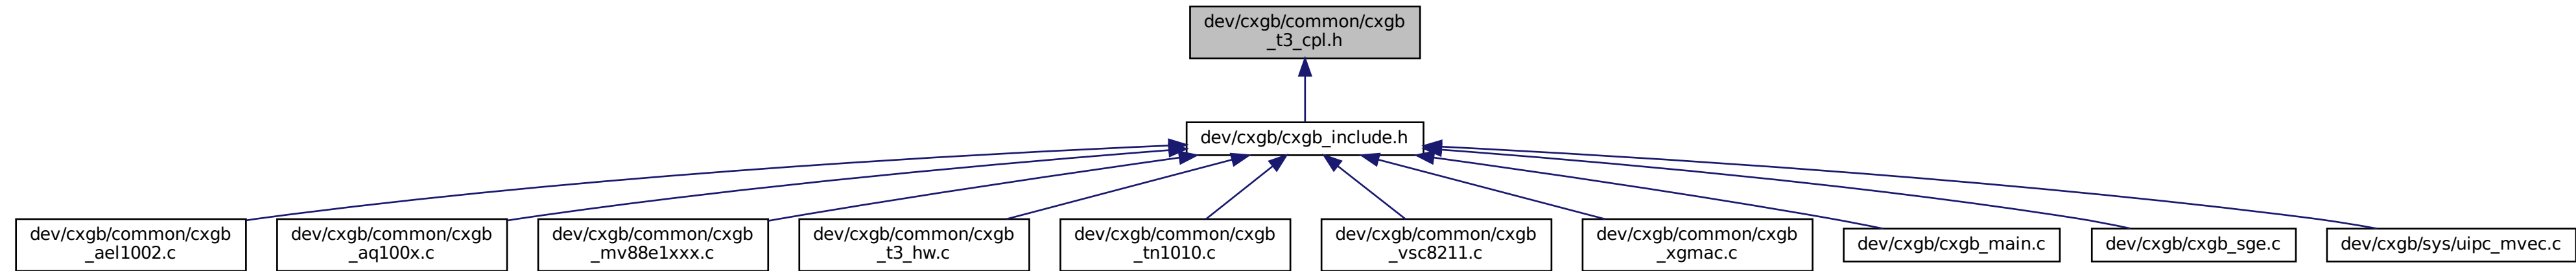 dev/cxgb/common/cxgb
_t3_cpl.h
dev/cxgb/cxgb_include.h
dev/cxgb/common/cxgb
_ael1002.c
dev/cxgb/common/cxgb
_aq100x.c
dev/cxgb/common/cxgb
_mv88e1xxx.c
dev/cxgb/common/cxgb
_t3_hw.c
dev/cxgb/common/cxgb
_tn1010.c
dev/cxgb/common/cxgb
_vsc8211.c
dev/cxgb/common/cxgb
_xgmac.c
dev/cxgb/cxgb_main.c
dev/cxgb/cxgb_sge.c
dev/cxgb/sys/uipc_mvec.c